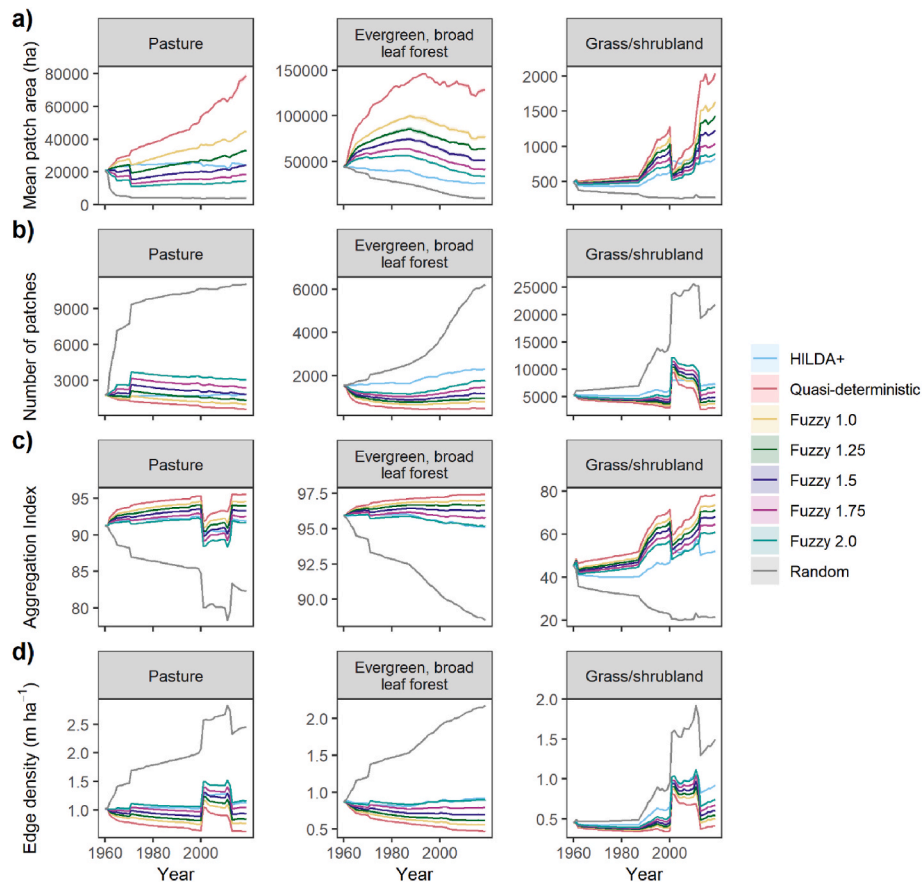 a)
Pasture
Evergreen, broad
leaf forest
Grass/shrubland
Mean patch area (ha)
80000
60000
40000
20000
0
150000
100000
50000
2000
1500
1000
500
b)
Pasture
Evergreen, broad
leaf forest
Grass/shrubland
Number of patches
9000
6000
3000
6000
4000
2000
25000
20000
15000
10000
5000
0
HILDA+
Quasi-deterministic
Fuzzy 1.0
Fuzzy 1.25
Fuzzy 1.5
Fuzzy 1.75
Fuzzy 2.0
Random
c)
Pasture
Evergreen, broad
leaf forest
Grass/shrubland
Aggregation Index
95
90
85
80
97.5
95.0
92.5
90.0
80
60
40
20
d)
Pasture
Evergreen, broad
leaf forest
Grass/shrubland
Edge density (m ha⁻¹)
2.5
2.0
1.5
1.0
2.0
1.5
1.0
0.5
2.0
1.5
1.0
0.5
1960 1980 2000
1960 1980 2000
1960 1980 2000
Year
Year
Year